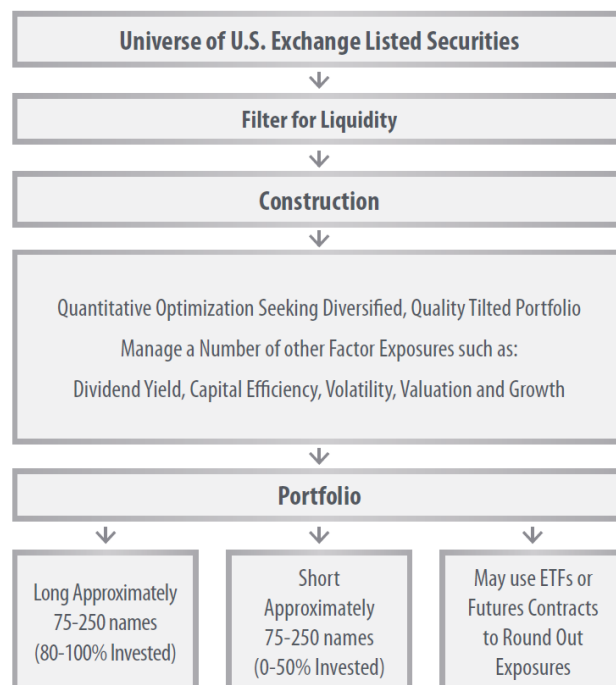 Universe of U.S. Exchange Listed Securities
Filter for Liquidity
Construction
Quantitative Optimization Seeking Diversified, Quality Tilted Portfolio
Manage a Number of other Factor Exposures such as:
Dividend Yield, Capital Efficiency, Volatility, Valuation and Growth
Portfolio
Long Approximately
75-250 names
(80-100% Invested)
Short
Approximately
75-250 names
(0-50% Invested)
May use ETFs or
Futures Contracts
to Round Out
Exposures